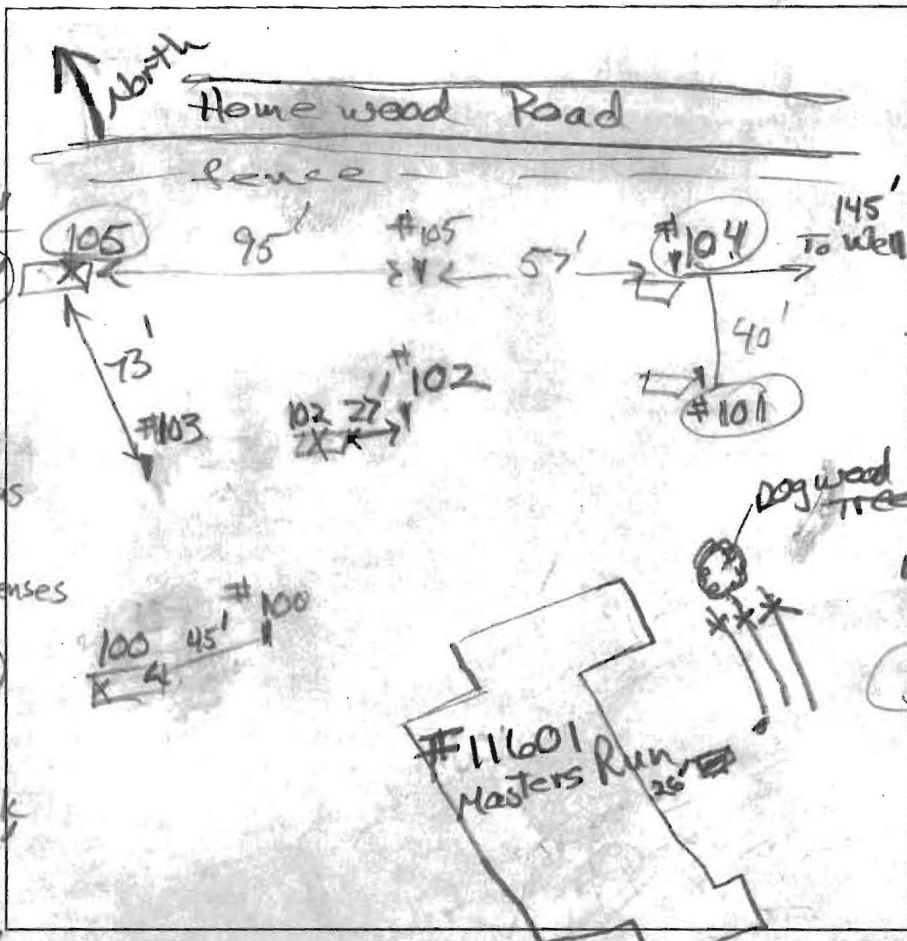 North
Homewood Road
fence
105
95'
#105
57'
#104
145'
To Well
73'
40'
#103
102 27'
#102
#101
Dogwood
Tree
enses
100 45' #100
#11601
Masters Run
26'